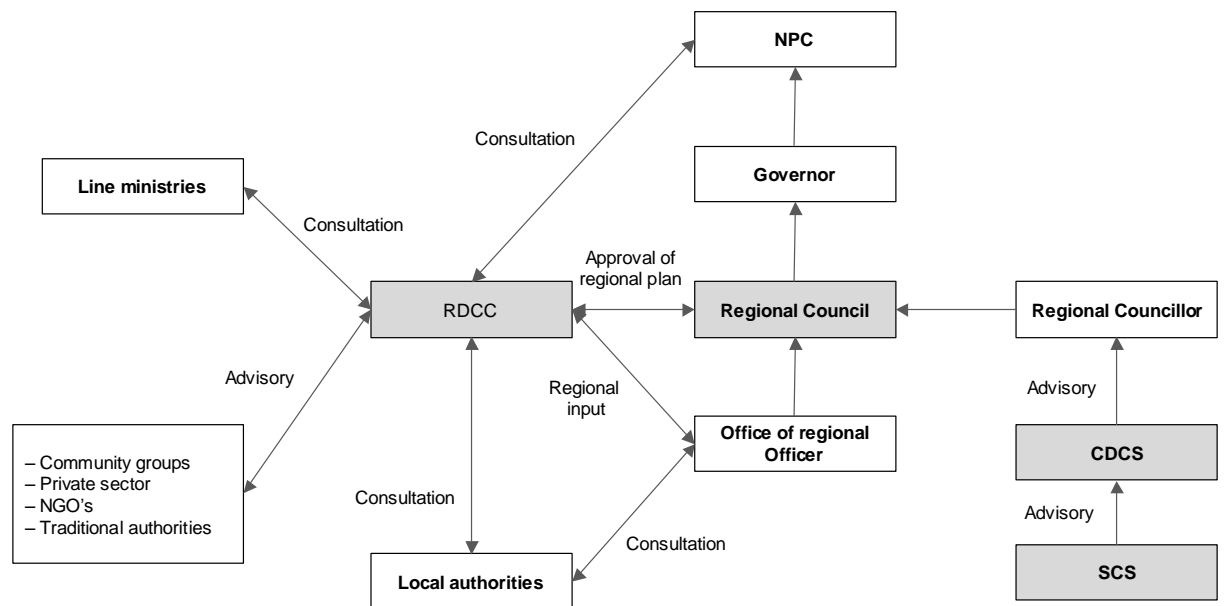 NPC
Consultation
Governor
Line ministries
Consultation
Approval of
regional plan
RDCC
Regional Council
Regional Councillor
Advisory
Regional
input
Advisory
Office of regional
Officer
CDCS
– Community groups
– Private sector
– NGO’s
– Traditional authorities
Consultation
Advisory
Consultation
Local authorities
SCS